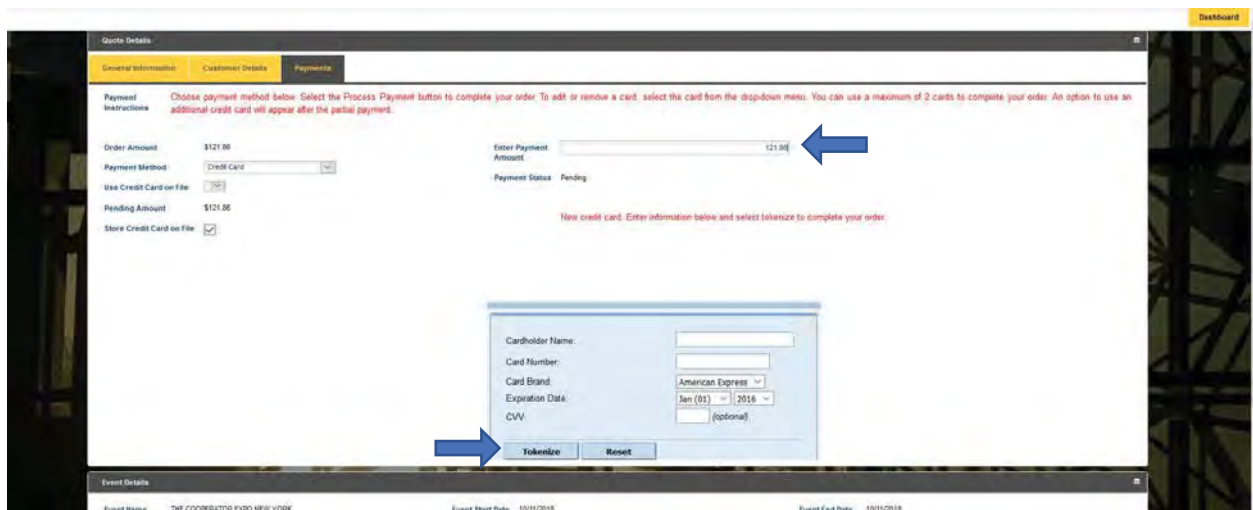 Dashboard
Quote Details
General Information Customer Details Payments
Payment Instructions Choose payment method below. Select the Process Payment button to complete your order. To edit or remove a card, select the card from the drop-down menu. You can use a maximum of 2 cards to complete your order. An option to use an
additional credit card will appear after the partial payment.
Order Amount $121.86 Enter Payment Amount 121.86
Payment Method Credit Card
Payment Status Pending
Use Credit Card on File
Pending Amount $121.86
New credit card. Enter information below and select tokenize to complete your order.
Store Credit Card on File
Cardholder Name:
Card Number:
Card Brand: American Express
Expiration Date: Jan (01) 2016
CVV: (optional)
Tokenize Reset
Event Details
Event Name THE COOPERATOR EXPO NEW YORK Event Start Date Event End Date